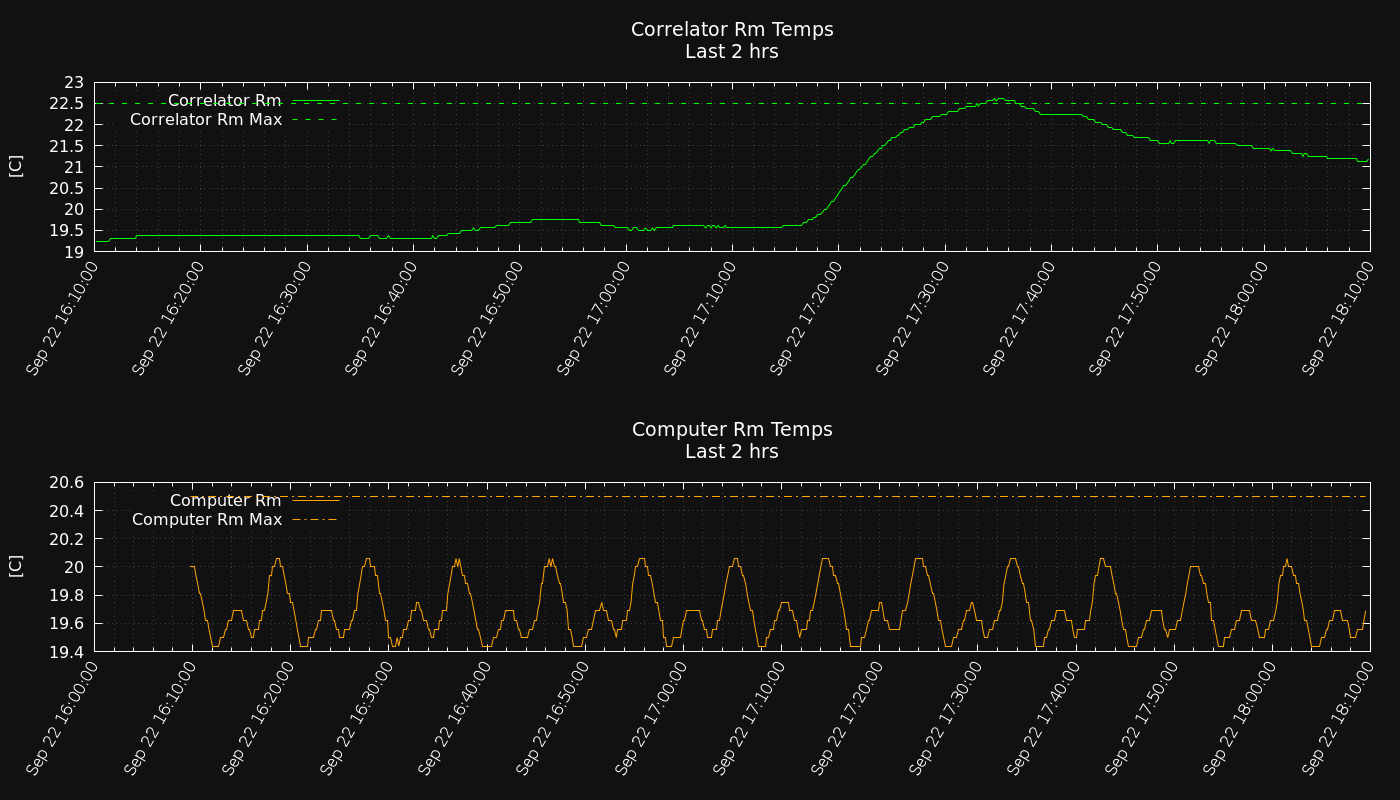 Correlator Rm Temps
Last 2 hrs
23
22.5
22
21.5
21
20.5
20
19.5
19
[C]
Correlator Rm
Correlator Rm Max
Sep 22 16:10:00
Sep 22 16:20:00
Sep 22 16:30:00
Sep 22 16:40:00
Sep 22 16:50:00
Sep 22 17:00:00
Sep 22 17:10:00
Sep 22 17:20:00
Sep 22 17:30:00
Sep 22 17:40:00
Sep 22 17:50:00
Sep 22 18:00:00
Sep 22 18:10:00
Computer Rm Temps
Last 2 hrs
20.6
20.4
20.2
20
19.8
19.6
19.4
[C]
Computer Rm
Computer Rm Max
Sep 22 16:00:00
Sep 22 16:10:00
Sep 22 16:20:00
Sep 22 16:30:00
Sep 22 16:40:00
Sep 22 16:50:00
Sep 22 17:00:00
Sep 22 17:10:00
Sep 22 17:20:00
Sep 22 17:30:00
Sep 22 17:40:00
Sep 22 17:50:00
Sep 22 18:00:00
Sep 22 18:10:00